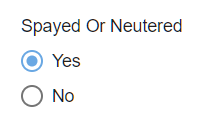 Spayed Or Neutered
Yes
No